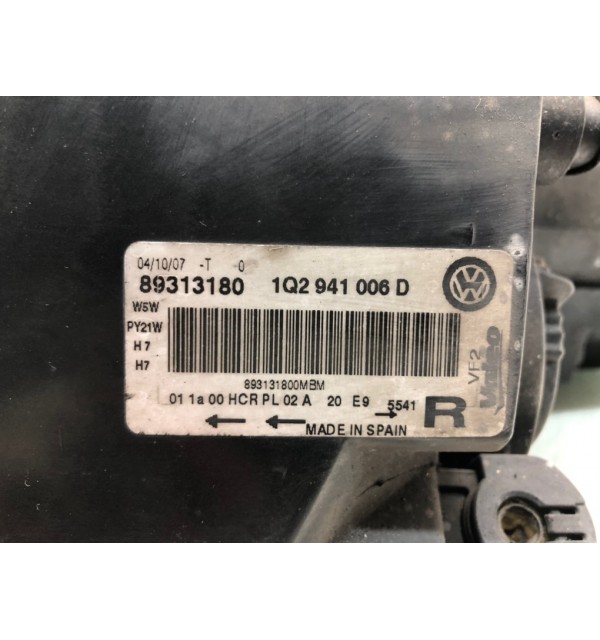 04/10/07 -T 0
89313180 1Q2 941 006 D
W5W
PY21W
H 7
H7
893131800MBM
01 1a 00 HCR PL 02 A 20 E9 5541
MADE IN SPAIN
R
VF2
Valeo